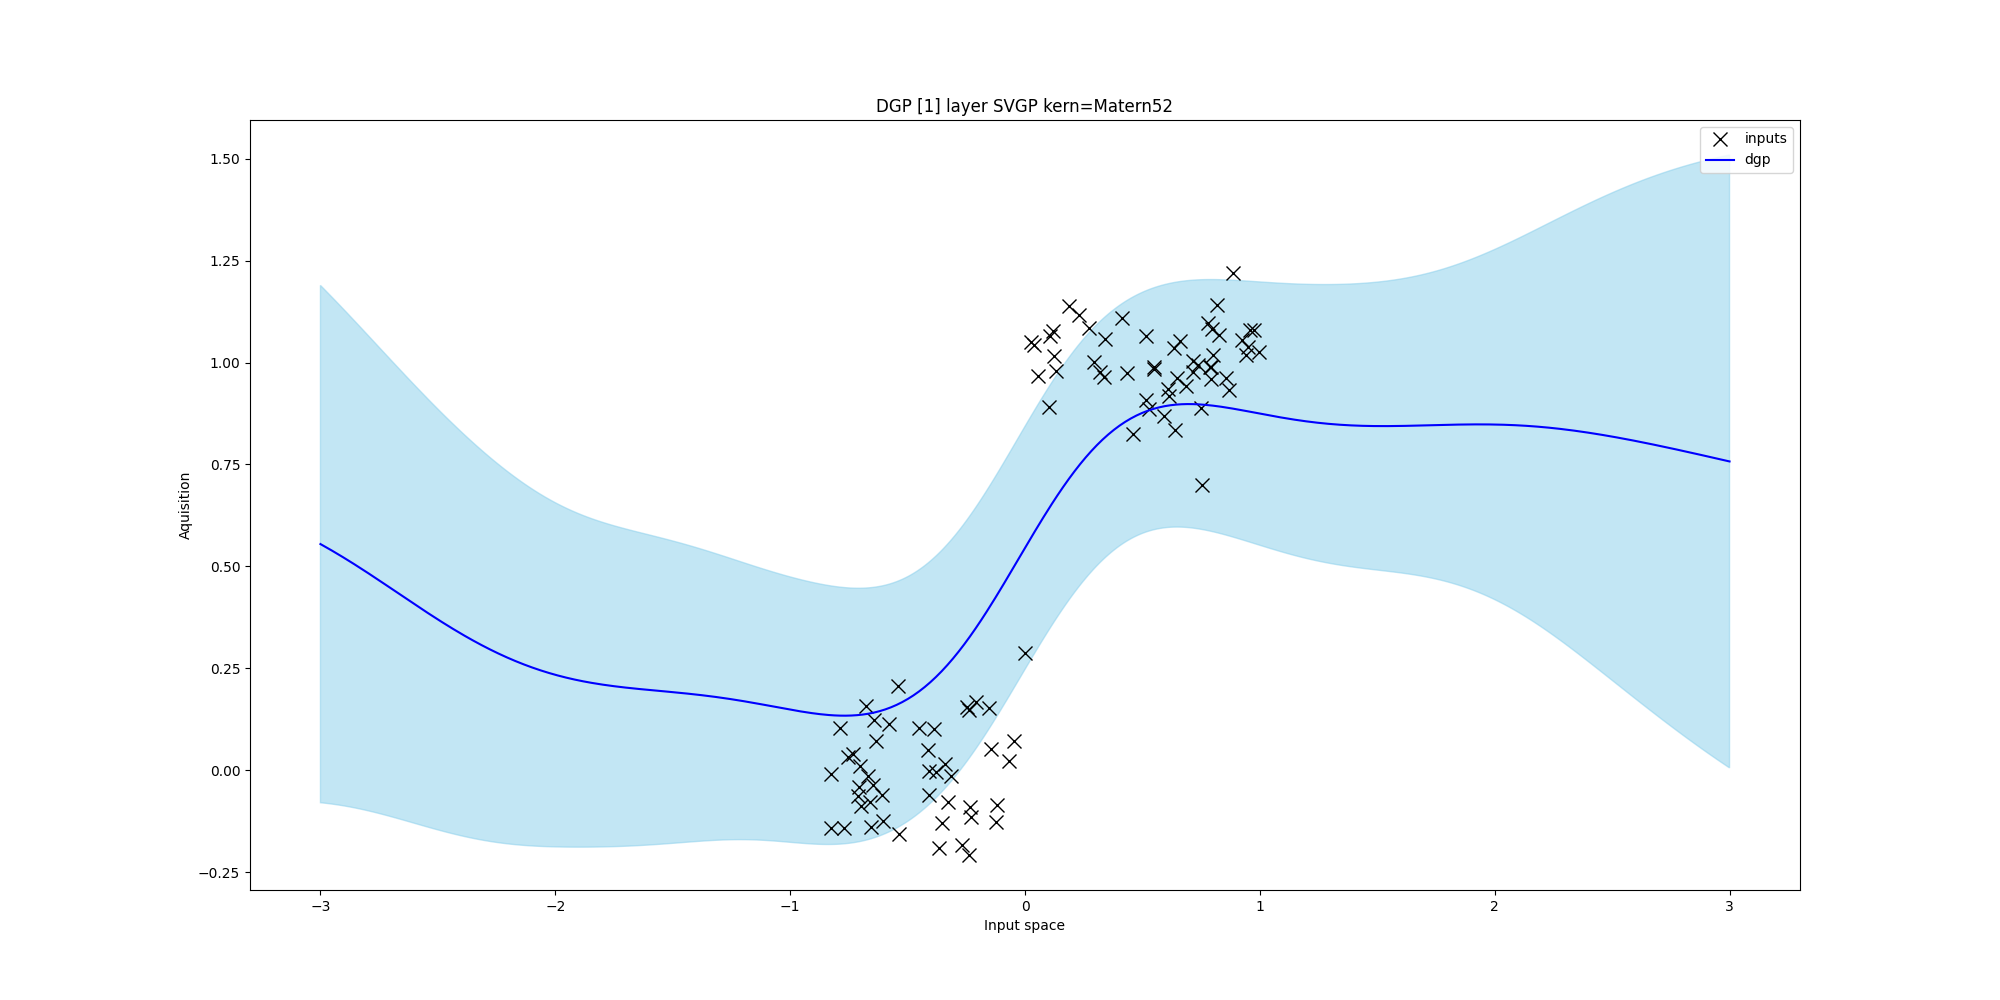 DGP [1] layer SVGP kern=Matern52
inputs
dgp
1.50
1.25
1.00
0.75
0.50
0.25
0.00
−0.25
Aquisition
−3 −2 −1 0 1 2 3
Input space